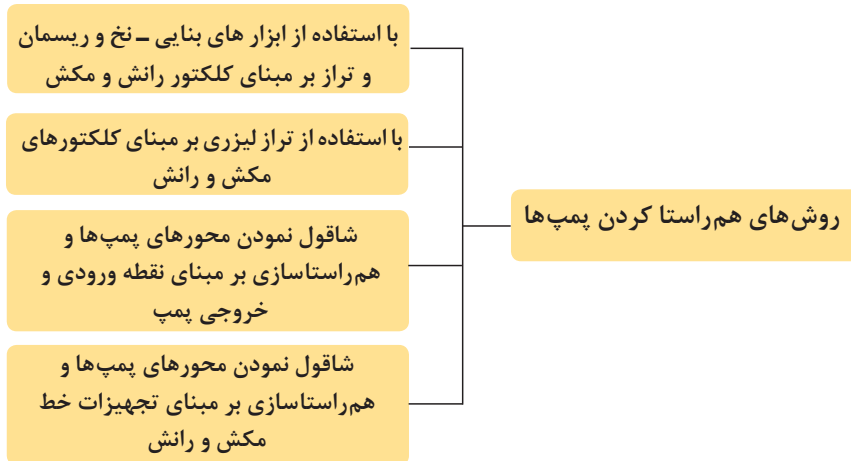 روش‌های هم‌راستا کردن پمپ‌ها
با استفاده از ابزار های بنایی ــ نخ و ریسمان
و تراز بر مبنای کلکتور رانش و مکش
با استفاده از تراز لیزری بر مبنای کلکتورهای
مکش و رانش
شاقول نمودن محورهای پمپ‌ها و
هم‌راستاسازی بر مبنای نقطه ورودی و
خروجی پمپ
شاقول نمودن محورهای پمپ‌ها و
هم‌راستاسازی بر مبنای تجهیزات خط
مکش و رانش